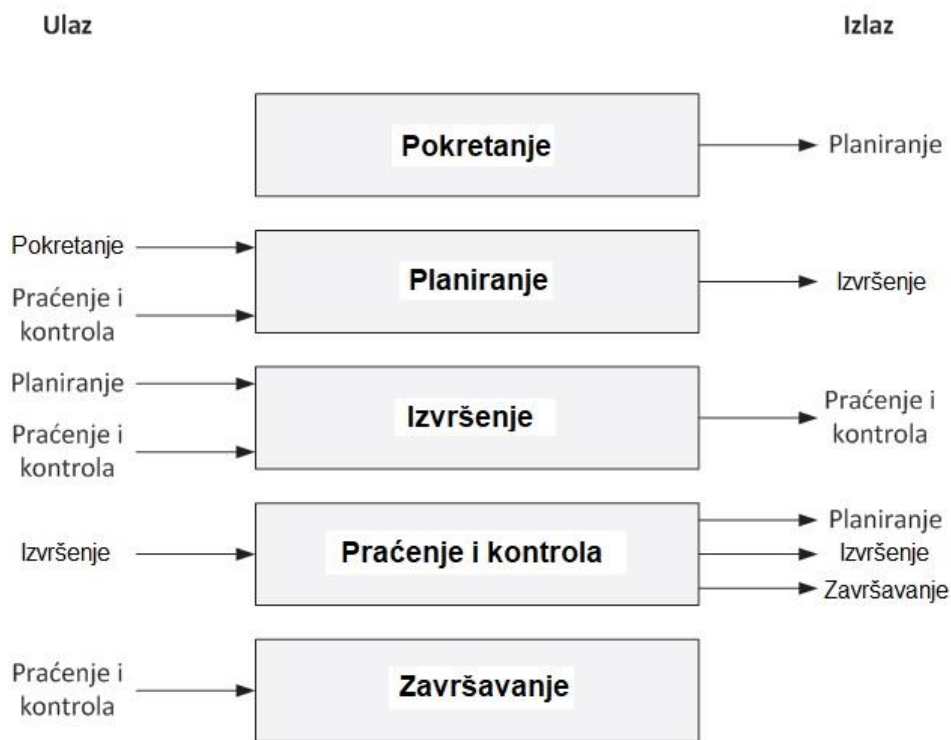 Ulaz
Izlaz
Pokretanje
Planiranje
Pokretanje
Praćenje i
kontrola
Planiranje
Izvršenje
Planiranje
Praćenje i
kontrola
Izvršenje
Praćenje i
kontrola
Izvršenje
Praćenje i kontrola
Planiranje
Izvršenje
Završavanje
Praćenje i
kontrola
Završavanje